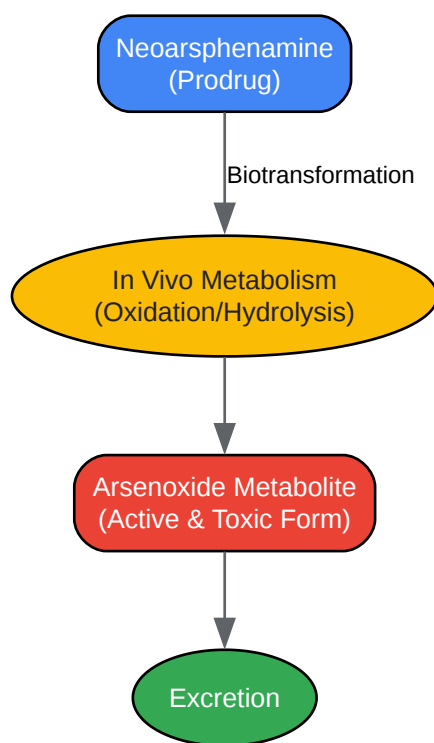 Neoarsphenamine
(Prodrug)
Biotransformation
In Vivo Metabolism
(Oxidation/Hydrolysis)
Arsenoxide Metabolite
(Active & Toxic Form)
Excretion